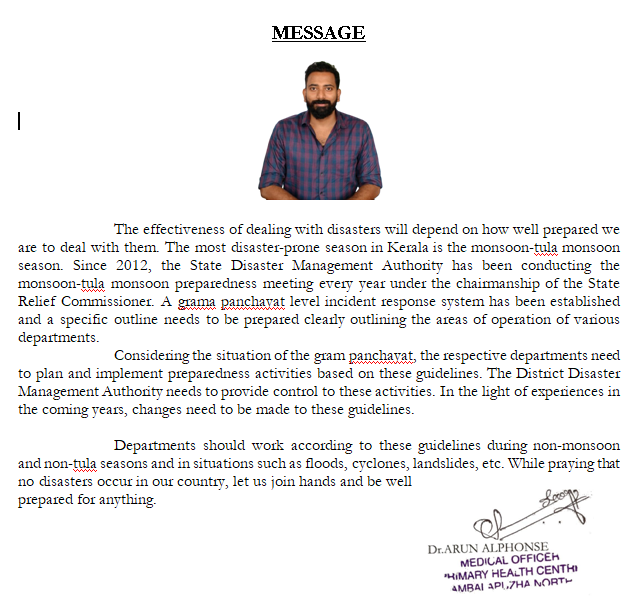 MESSAGE
The effectiveness of dealing with disasters will depend on how well prepared we
are to deal with them. The most disaster-prone season in Kerala is the monsoon-tula monsoon
season. Since 2012, the State Disaster Management Authority has been conducting the
monsoon-tula monsoon preparedness meeting every year under the chairmanship of the State
Relief Commissioner. A grama panchayat level incident response system has been established
and a specific outline needs to be prepared clearly outlining the areas of operation of various
departments.
Considering the situation of the gram panchayat, the respective departments need
to plan and implement preparedness activities based on these guidelines. The District Disaster
Management Authority needs to provide control to these activities. In the light of experiences in
the coming years, changes need to be made to these guidelines.
Departments should work according to these guidelines during non-monsoon
and non-tula seasons and in situations such as floods, cyclones, landslides, etc. While praying that
no disasters occur in our country, let us join hands and be well
prepared for anything.
Dr.ARUN ALPHONSE
MEDICAL OFFICER
HEALTH
NORTH